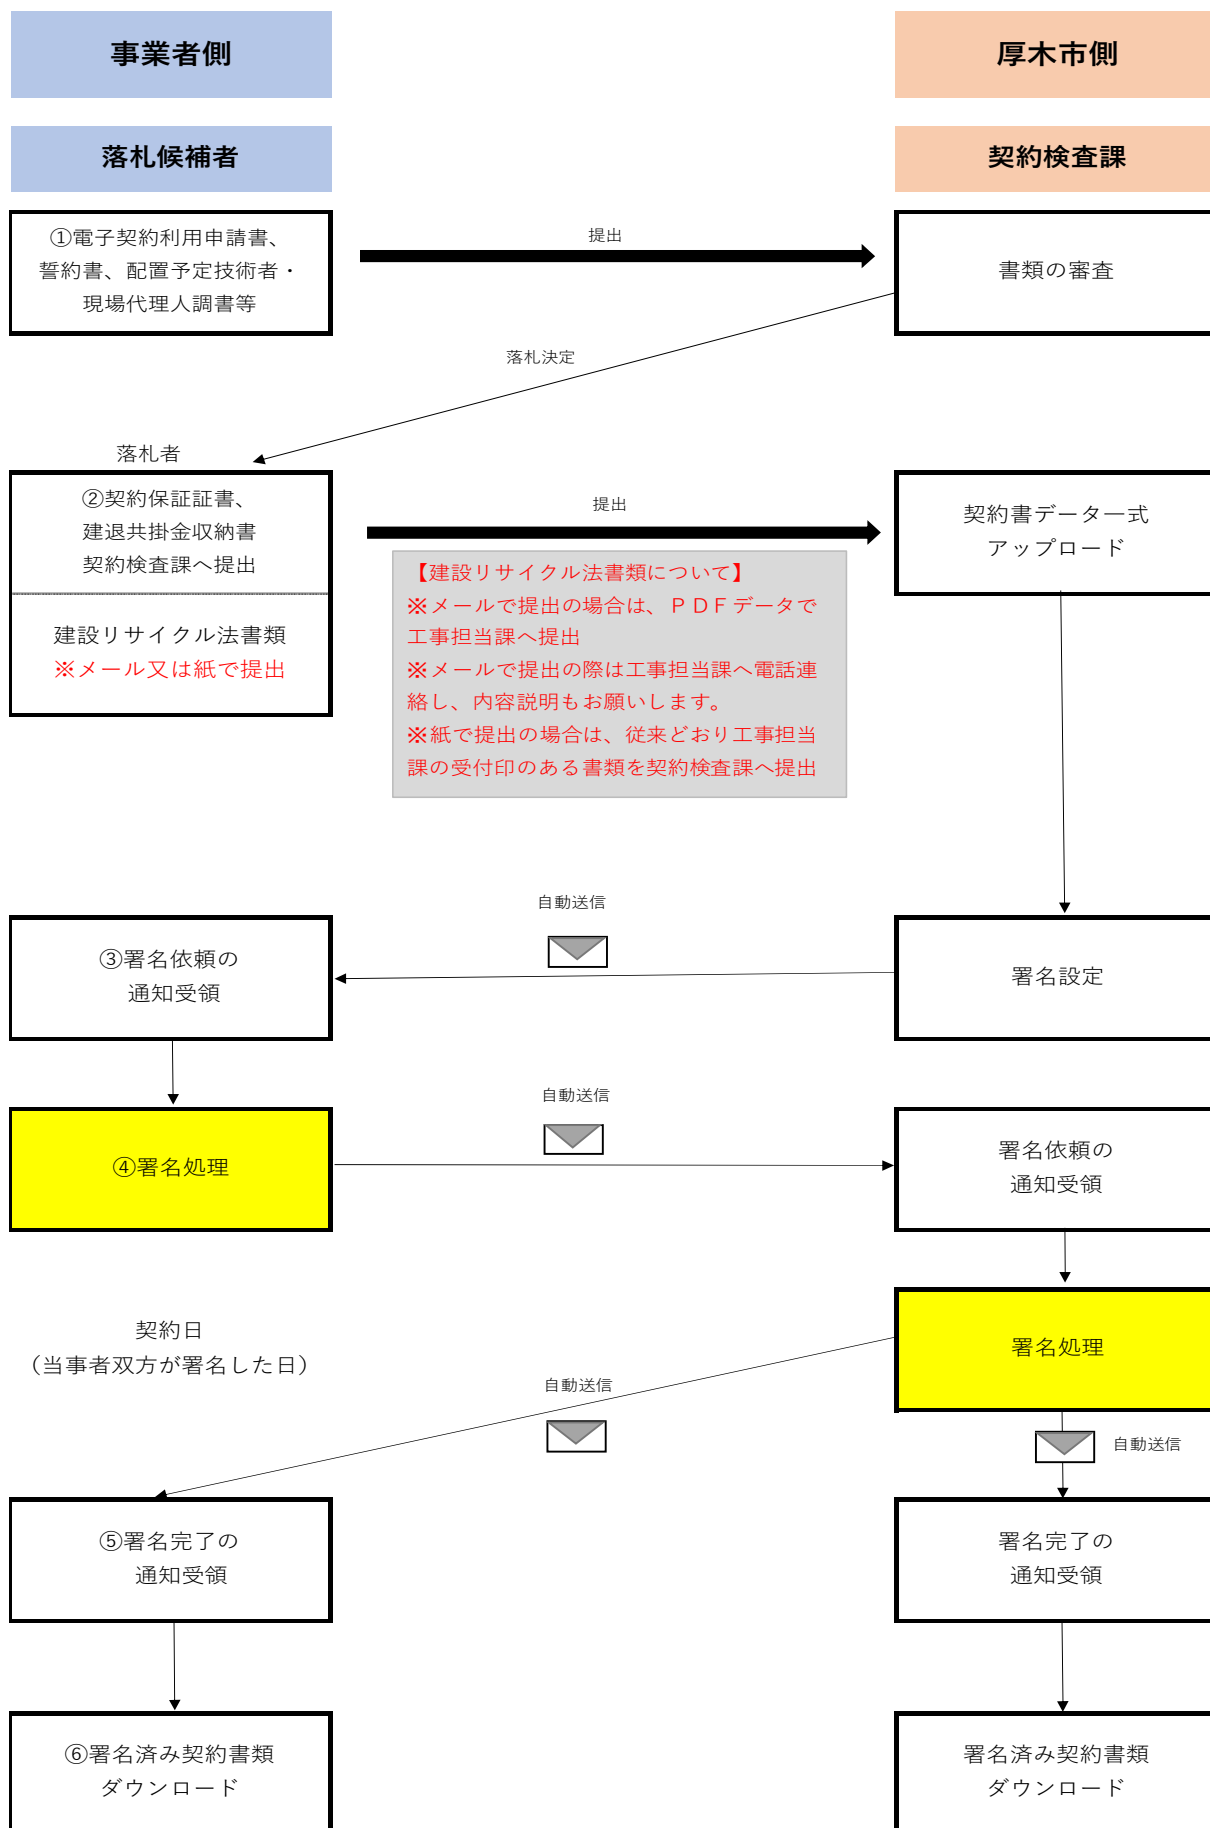 事業者側
厚木市側
落札候補者
契約検査課
①電子契約利用申請書、
誓約書、配置予定技術者・
現場代理人調書等
提出
書類の審査
落札決定
落札者
②契約保証証書、
建退共掛金収納書
契約検査課へ提出
建設リサイクル法書類
※メール又は紙で提出
提出
契約書データ一式
アップロード
【建設リサイクル法書類について】
※メールで提出の場合は、ＰＤＦデータで
工事担当課へ提出
※メールで提出の際は工事担当課へ電話連
絡し、内容説明もお願いします。
※紙で提出の場合は、従来どおり工事担当
課の受付印のある書類を契約検査課へ提出
自動送信
③署名依頼の
通知受領
署名設定
自動送信
④署名処理
署名依頼の
通知受領
契約日
（当事者双方が署名した日）
署名処理
自動送信
自動送信
⑤署名完了の
通知受領
署名完了の
通知受領
⑥署名済み契約書類
ダウンロード
署名済み契約書類
ダウンロード